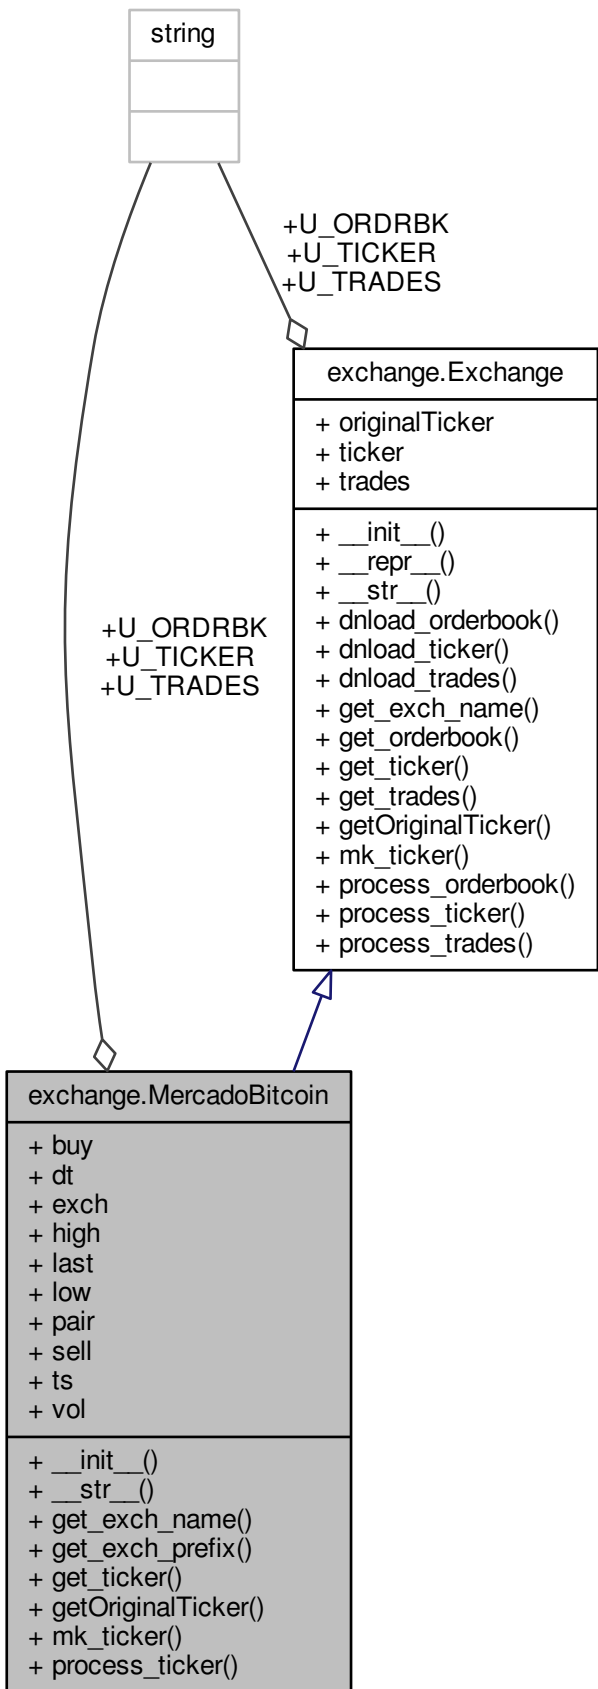 string
+U_ORDRBK
+U_TICKER
+U_TRADES
exchange.Exchange
+ originalTicker
+ ticker
+ trades
+ __init__()
+ __repr__()
+ __str__()
+ dnload_orderbook()
+ dnload_ticker()
+ dnload_trades()
+ get_exch_name()
+ get_orderbook()
+ get_ticker()
+ get_trades()
+ getOriginalTicker()
+ mk_ticker()
+ process_orderbook()
+ process_ticker()
+ process_trades()
+U_ORDRBK
+U_TICKER
+U_TRADES
exchange.MercadoBitcoin
+ buy
+ dt
+ exch
+ high
+ last
+ low
+ pair
+ sell
+ ts
+ vol
+ __init__()
+ __str__()
+ get_exch_name()
+ get_exch_prefix()
+ get_ticker()
+ getOriginalTicker()
+ mk_ticker()
+ process_ticker()